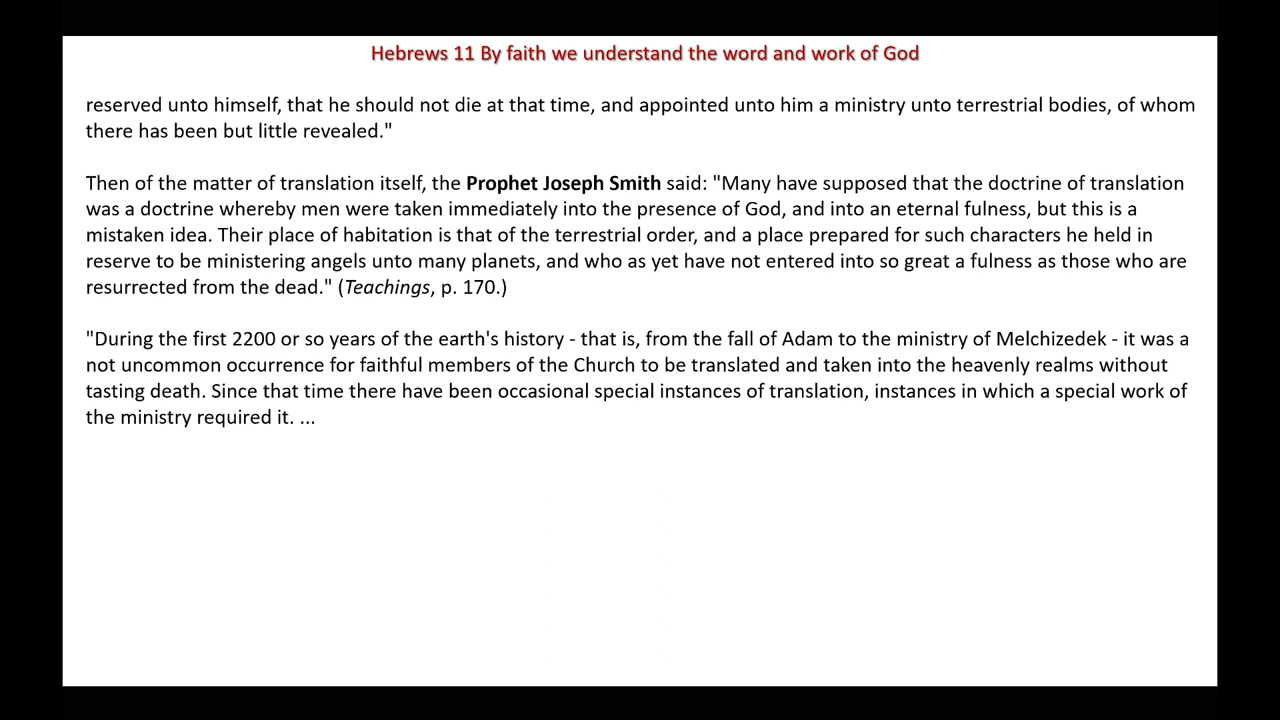 Hebrews 11 By faith we understand the word and work of God
reserved unto himself, that he should not die at that time, and appointed unto him a ministry unto terrestrial bodies, of whom
there has been but little revealed."
Then of the matter of translation itself, the Prophet Joseph Smith said: "Many have supposed that the doctrine of translation
was a doctrine whereby men were taken immediately into the presence of God, and into an eternal fulness, but this is a
mistaken idea. Their place of habitation is that of the terrestrial order, and a place prepared for such characters he held in
reserve to be ministering angels unto many planets, and who as yet have not entered into so great a fulness as those who are
resurrected from the dead." (Teachings, p. 170.)
"During the first 2200 or so years of the earth's history - that is, from the fall of Adam to the ministry of Melchizedek - it was a
not uncommon occurrence for faithful members of the Church to be translated and taken into the heavenly realms without
tasting death. Since that time there have been occasional special instances of translation, instances in which a special work of
the ministry required it. ...